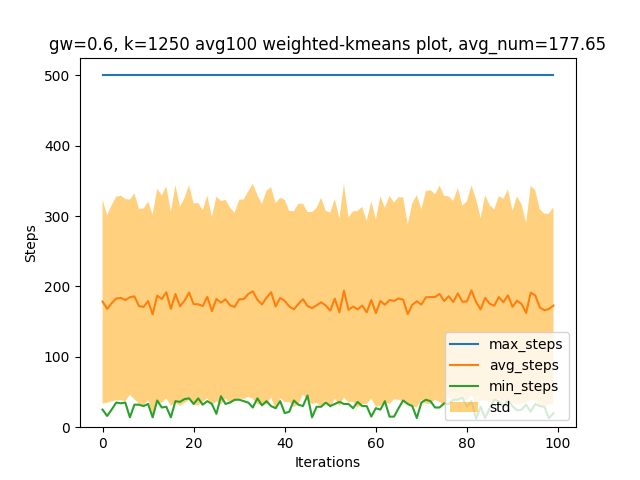 gw=0.6, k=1250 avg100 weighted-kmeans plot, avg_num=177.65
500
400
300
200
100
0
Steps
max_steps
avg_steps
min_steps
std
0 20 40 60 80 100
Iterations